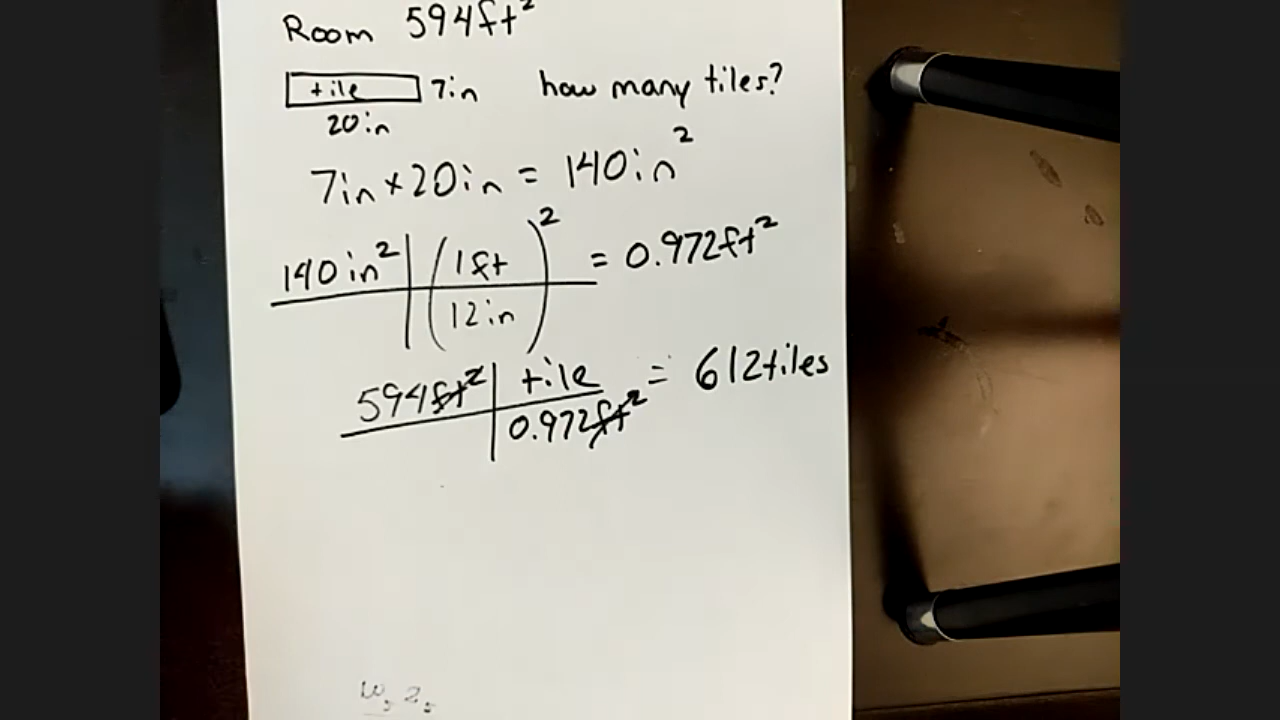 Room 594ft²
tile 7in how many tiles?
20in
7in × 20in = 140in²
140in² | (1ft / 12in)² = 0.972ft²
594ft² | tile / 0.972ft² = 612tiles